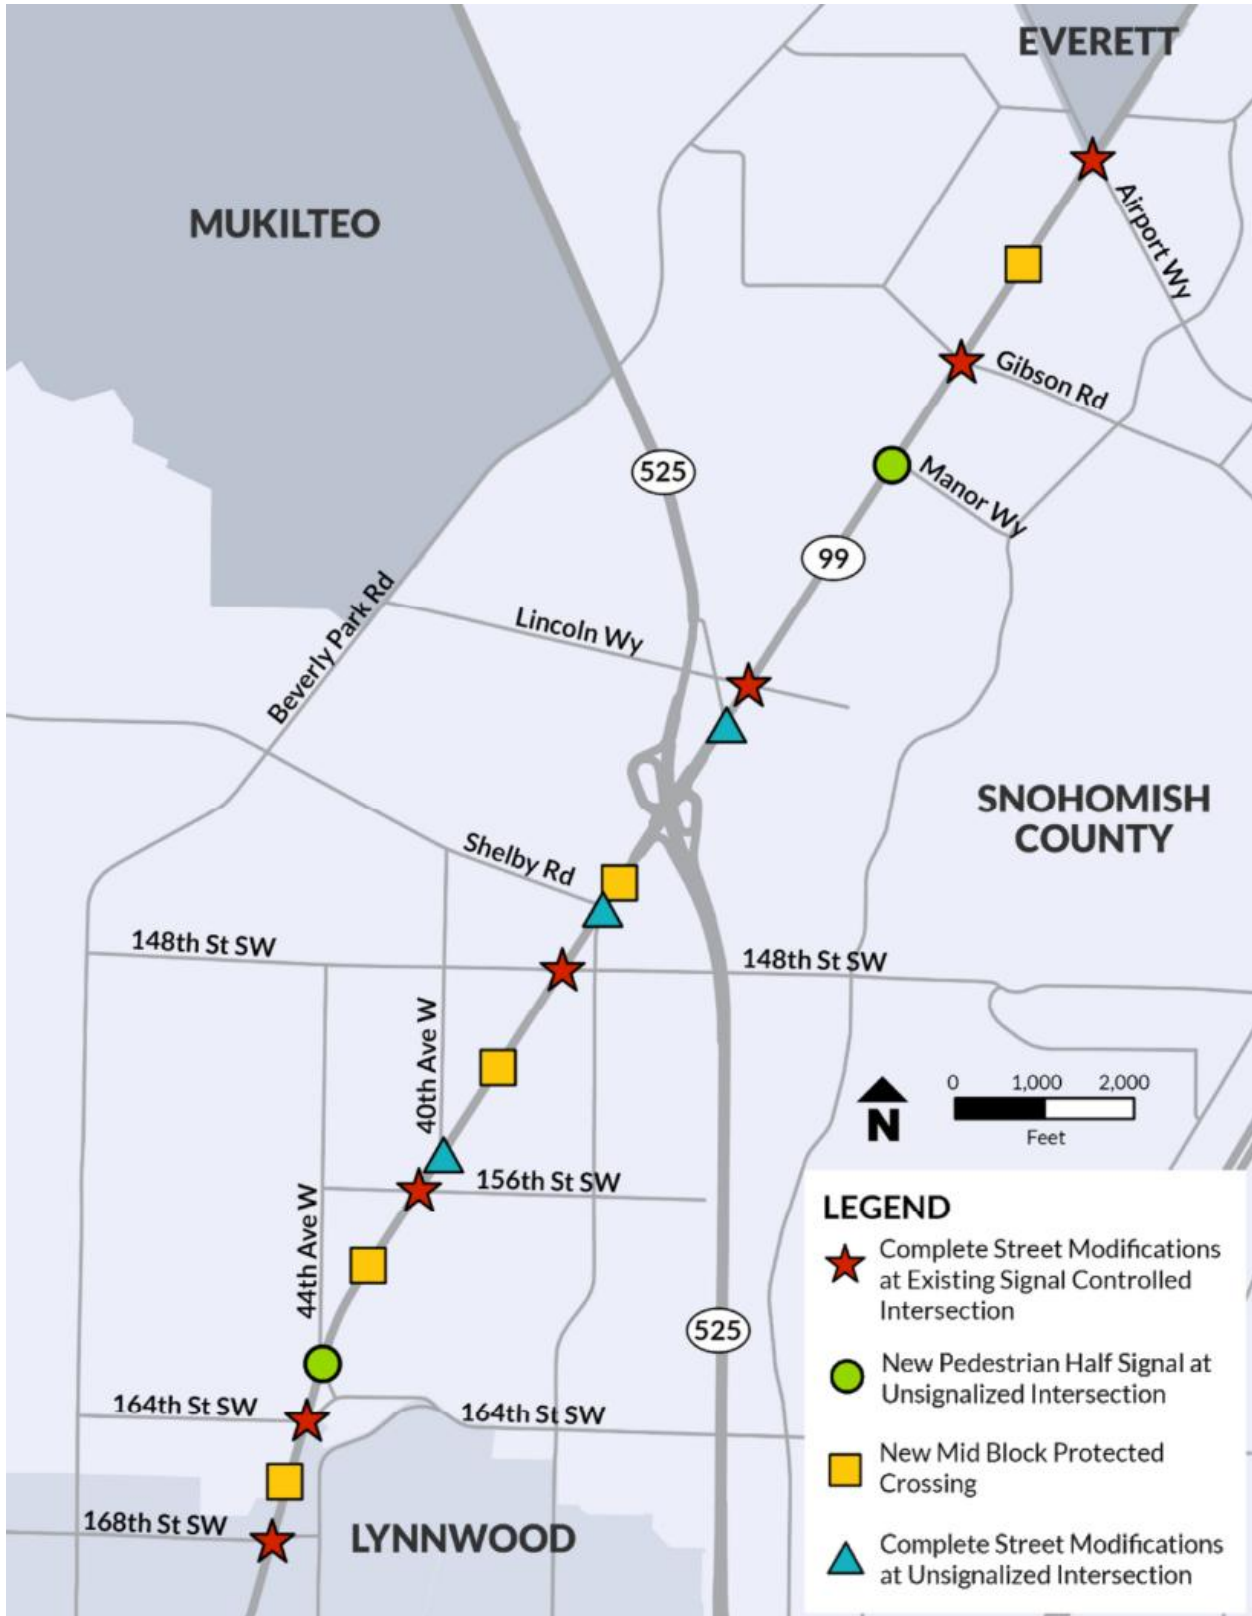 EVERETT
MUKILTEO
Airport Wy
Gibson Rd
525
Manor Wy
99
Beverly Park Rd
Lincoln Wy
SNOHOMISH
COUNTY
Shelby Rd
148th St SW
148th St SW
40th Ave W
0 1,000 2,000
N
Feet
156th St SW
44th Ave W
525
164th St SW
164th St SW
168th St SW
LYNNWOOD
LEGEND
Complete Street Modifications
at Existing Signal Controlled
Intersection
New Pedestrian Half Signal at
Unsignalized Intersection
New Mid Block Protected
Crossing
Complete Street Modifications
at Unsignalized Intersection